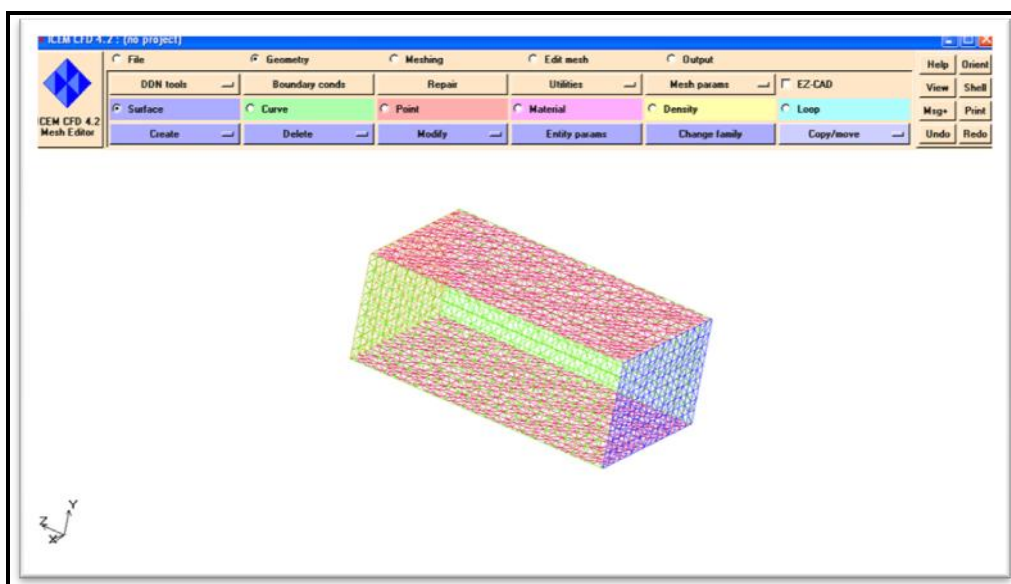 ICEM CFD 4.2 : (no project)
File Geometry Meshing Edit mesh Output Help Orient
DDN tools Boundary conds Repair Utilities Mesh params EZ-CAD View Shell
Surface Curve Point Material Density Loop Msg+ Print
ICEM CFD 4.2
Mesh Editor Create Delete Modify Entity params Change family Copy/move Undo Redo
Y
Z
X